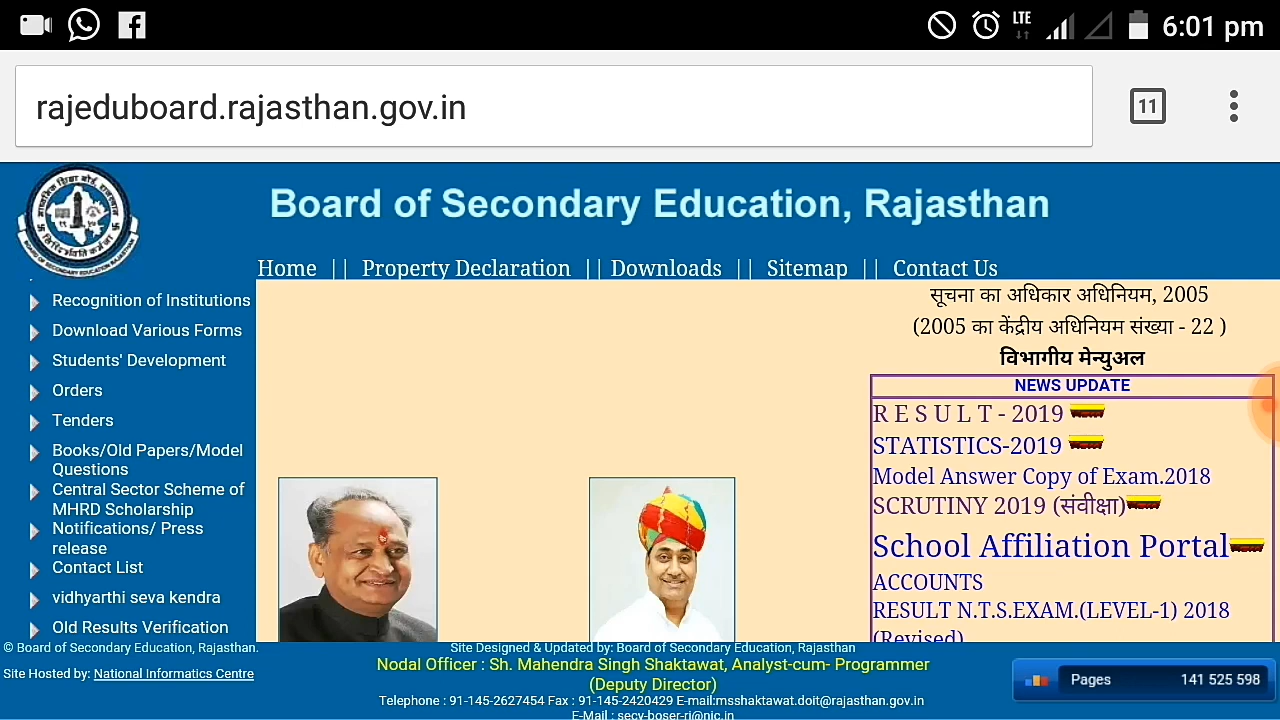 6:01 pm
LTE
rajeduboard.rajasthan.gov.in
11
Board of Secondary Education, Rajasthan
Home || Property Declaration || Downloads || Sitemap || Contact Us
Recognition of Institutions
Download Various Forms
Students' Development
Orders
Tenders
Books/Old Papers/Model
Questions
Central Sector Scheme of
MHRD Scholarship
Notifications/ Press
release
Contact List
vidhyarthi seva kendra
Old Results Verification
सूचना का अधिकार अधिनियम, 2005
(2005 का केंद्रीय अधिनियम संख्या - 22 )
विभागीय मेन्युअल
NEWS UPDATE
R E S U L T - 2019
STATISTICS-2019
Model Answer Copy of Exam.2018
SCRUTINY 2019 (संवीक्षा)
School Affiliation Portal
ACCOUNTS
RESULT N.T.S.EXAM.(LEVEL-1) 2018
(Revised)
© Board of Secondary Education, Rajasthan.
Site Hosted by: National Informatics Centre
Site Designed & Updated by: Board of Secondary Education, Rajasthan
Nodal Officer : Sh. Mahendra Singh Shaktawat, Analyst-cum- Programmer
(Deputy Director)
Telephone : 91-145-2627454 Fax : 91-145-2420429 E-mail:msshaktawat.doit@rajasthan.gov.in
E-Mail : secy-boser-rj@nic.in
Pages 141 525 598